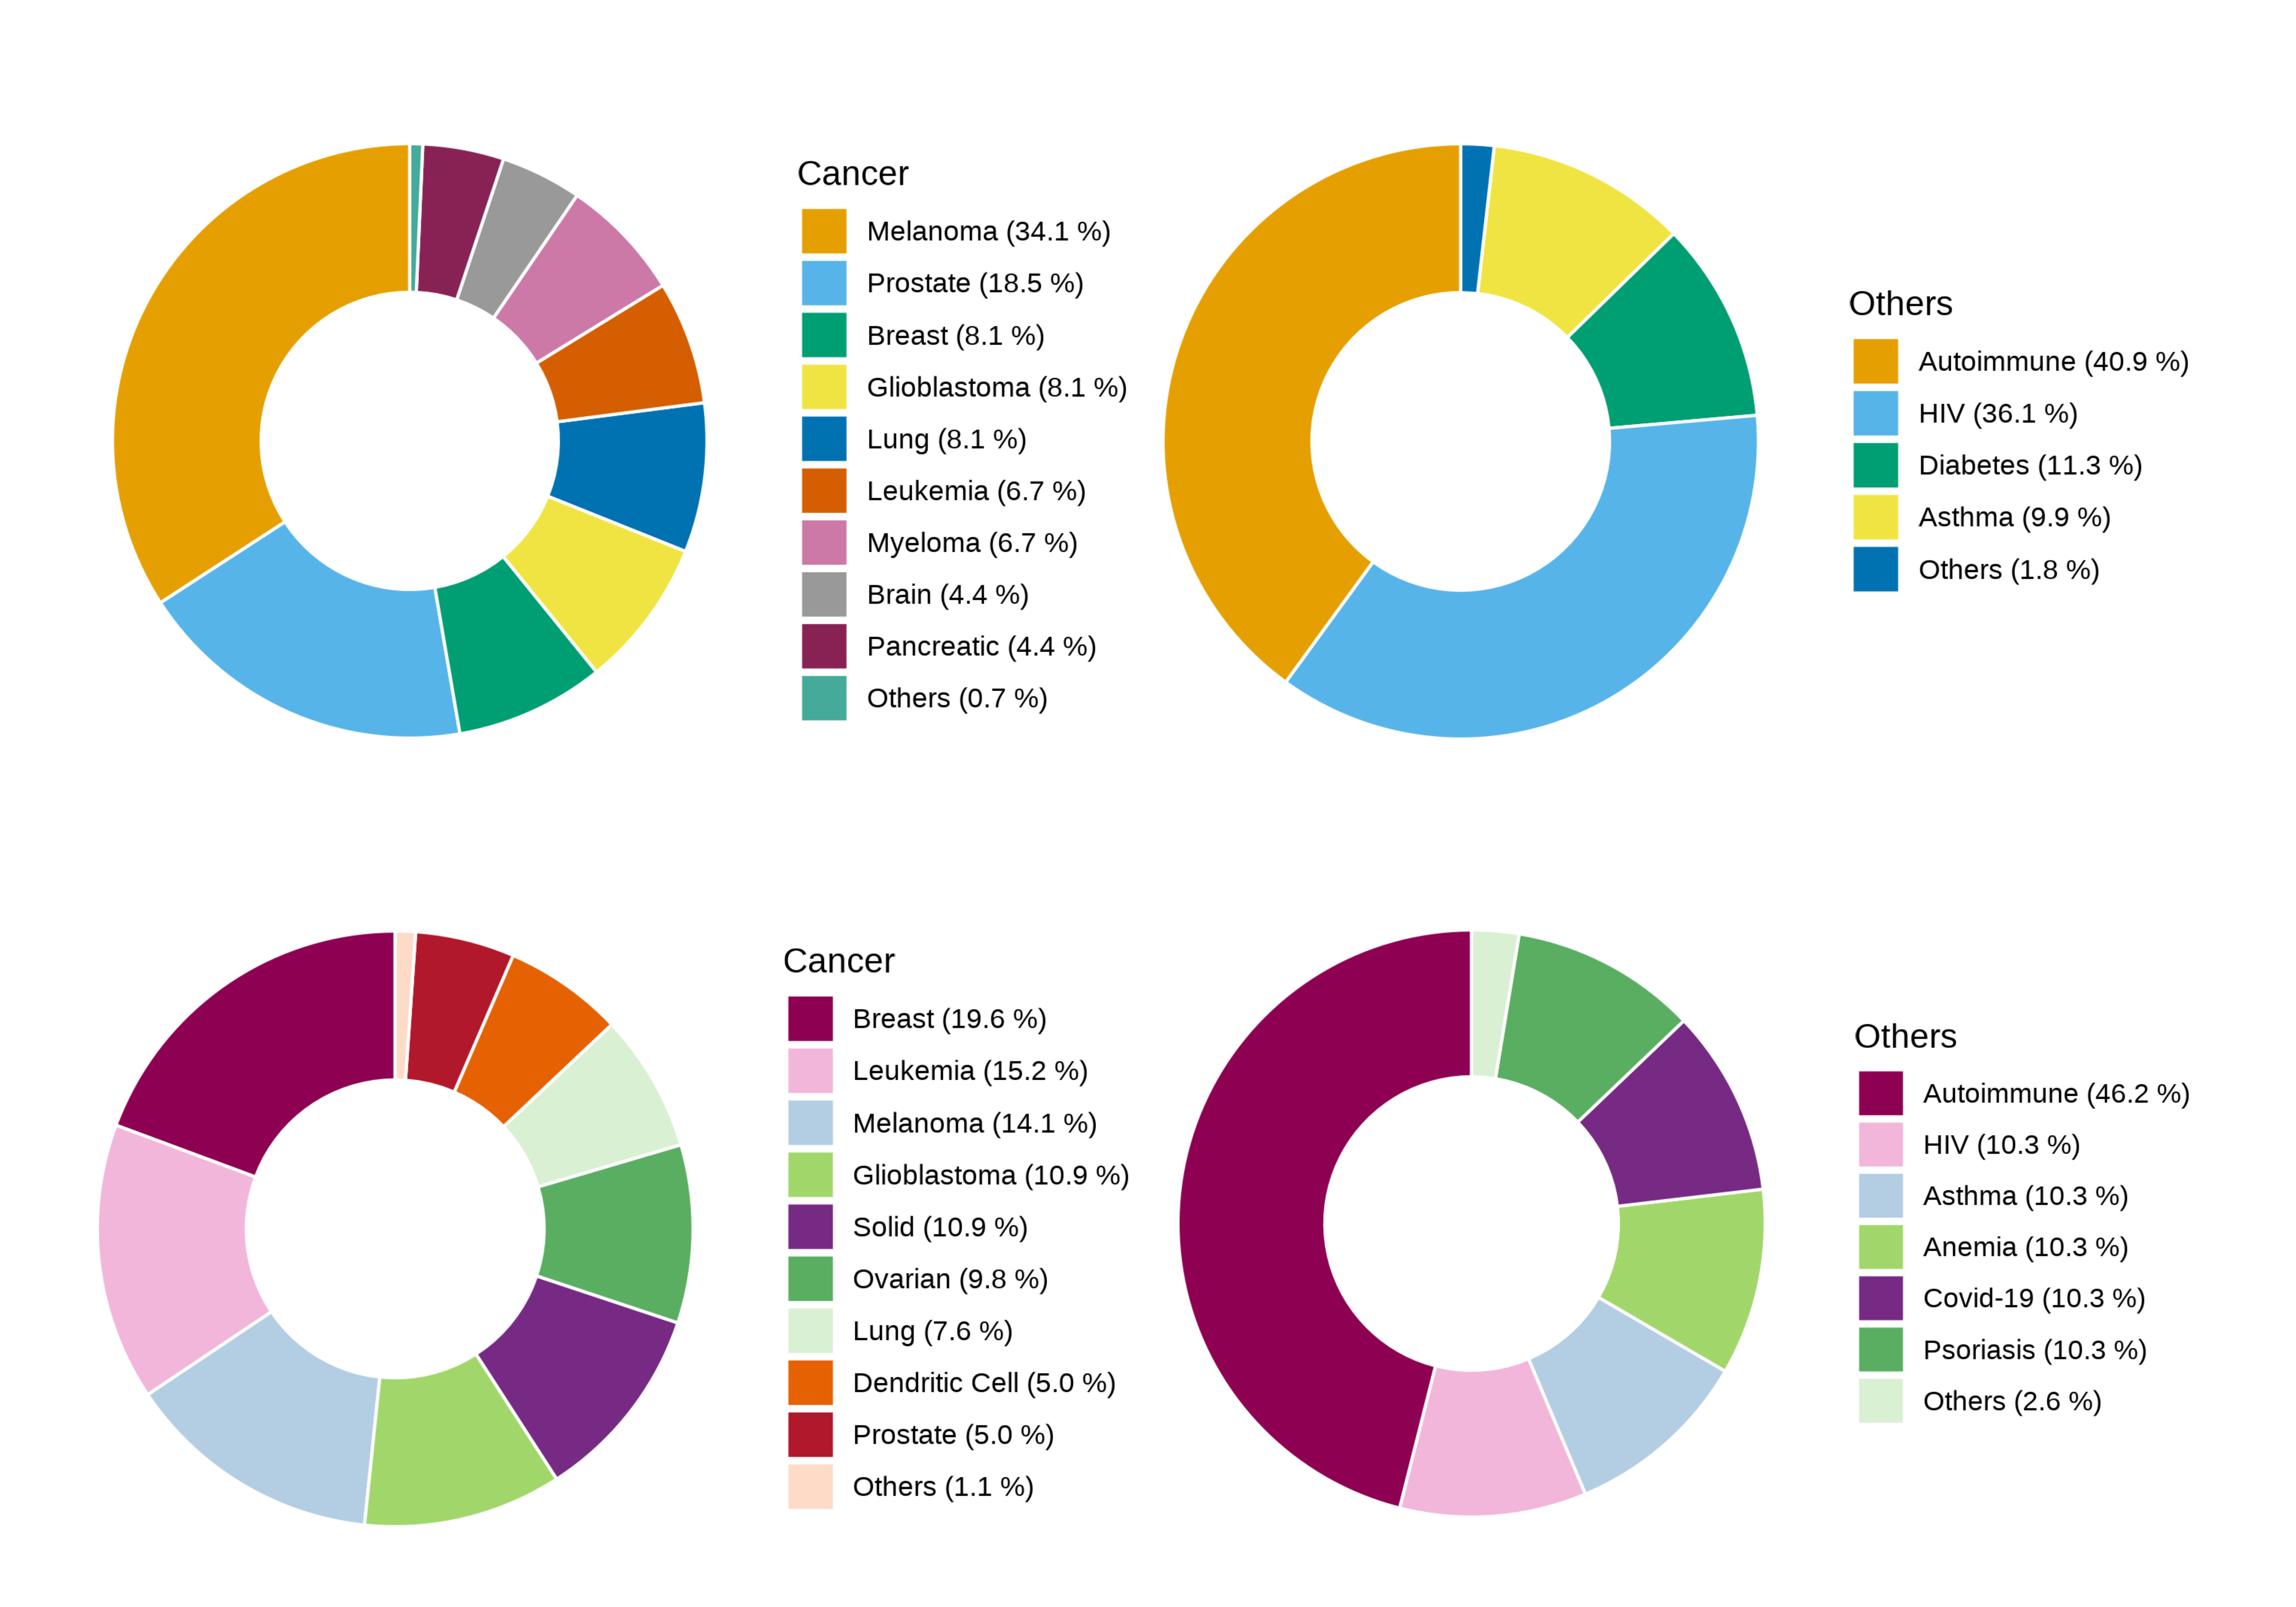 Cancer
Melanoma (34.1 %)
Prostate (18.5 %)
Breast (8.1 %)
Glioblastoma (8.1 %)
Lung (8.1 %)
Leukemia (6.7 %)
Myeloma (6.7 %)
Brain (4.4 %)
Pancreatic (4.4 %)
Others (0.7 %)
Others
Autoimmune (40.9 %)
HIV (36.1 %)
Diabetes (11.3 %)
Asthma (9.9 %)
Others (1.8 %)
Cancer
Breast (19.6 %)
Leukemia (15.2 %)
Melanoma (14.1 %)
Glioblastoma (10.9 %)
Solid (10.9 %)
Ovarian (9.8 %)
Lung (7.6 %)
Dendritic Cell (5.0 %)
Prostate (5.0 %)
Others (1.1 %)
Others
Autoimmune (46.2 %)
HIV (10.3 %)
Asthma (10.3 %)
Anemia (10.3 %)
Covid-19 (10.3 %)
Psoriasis (10.3 %)
Others (2.6 %)